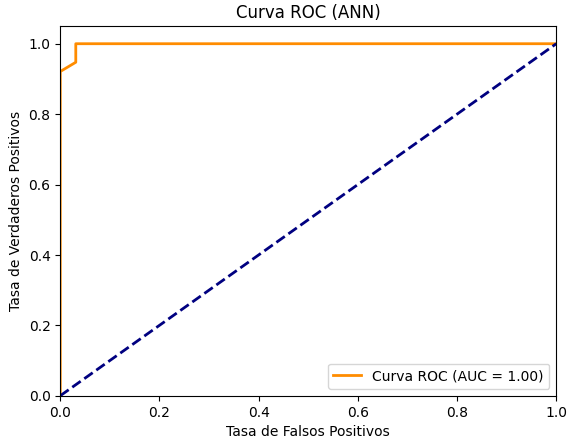 Curva ROC (ANN)
1.0
0.8
0.6
0.4
0.2
0.0
Tasa de Verdaderos Positivos
Curva ROC (AUC = 1.00)
0.0 0.2 0.4 0.6 0.8 1.0
Tasa de Falsos Positivos